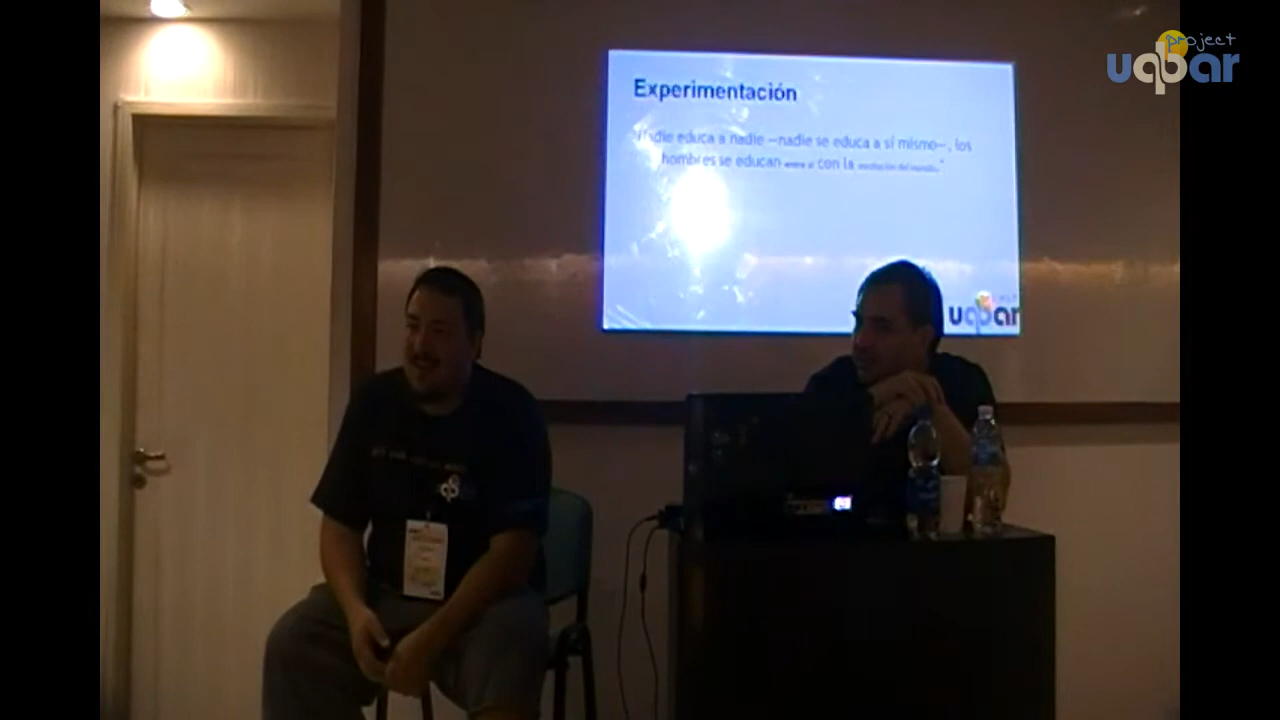 project
uqbar
Experimentación
"Nadie educa a nadie —nadie se educa a sí mismo—, los
hombres se educan entre sí con la mediación del mundo."
uqbar